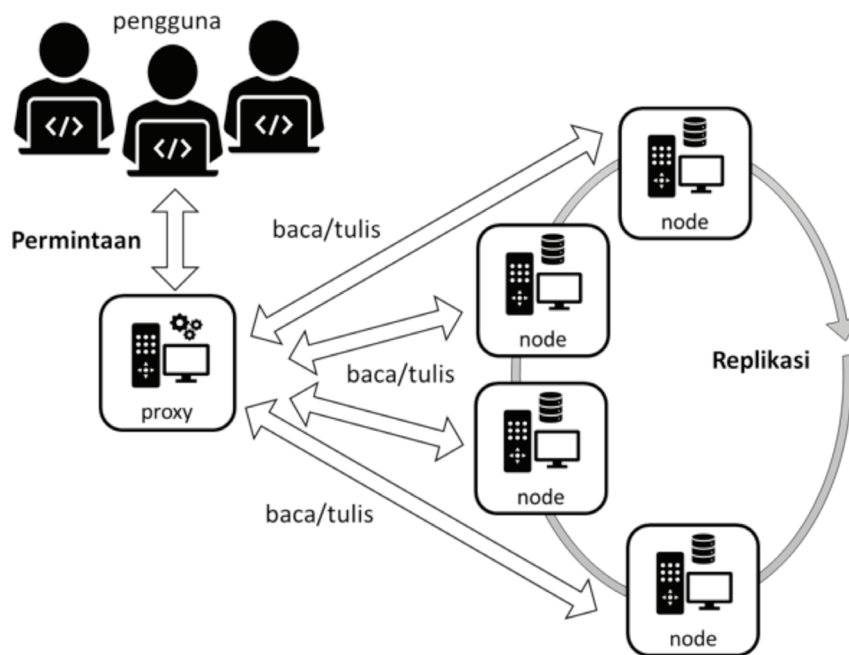 pengguna
</>
</>
</>
Permintaan
baca/tulis
node
node
proxy
baca/tulis
Replikasi
node
baca/tulis
node